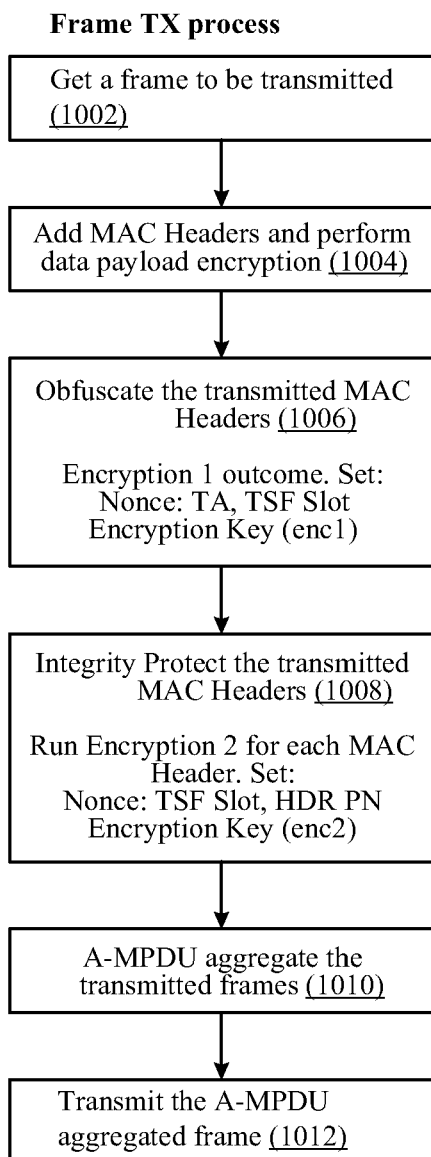 Frame TX process
Get a frame to be transmitted
(1002)
Add MAC Headers and perform
data payload encryption (1004)
Obfuscate the transmitted MAC
Headers (1006)
Encryption 1 outcome. Set:
Nonce: TA, TSF Slot
Encryption Key (enc1)
Integrity Protect the transmitted
MAC Headers (1008)
Run Encryption 2 for each MAC
Header. Set:
Nonce: TSF Slot, HDR PN
Encryption Key (enc2)
A-MPDU aggregate the
transmitted frames (1010)
Transmit the A-MPDU
aggregated frame (1012)